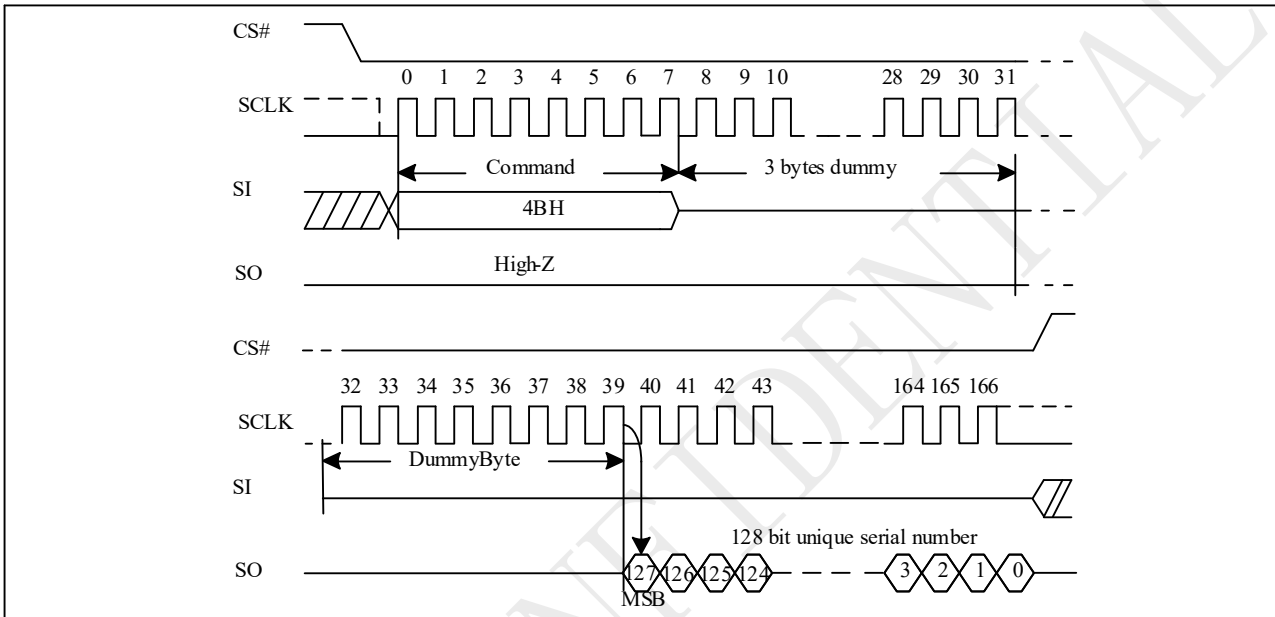 CS#
0 1 2 3 4 5 6 7 8 9 10 28 29 30 31
SCLK
Command 3 bytes dummy
SI
4BH
High-Z
SO
CS#
32 33 34 35 36 37 38 39 40 41 42 43 164 165 166
SCLK
DummyByte
SI
128 bit unique serial number
SO
127 126 125 124 3 2 1 0
MSB